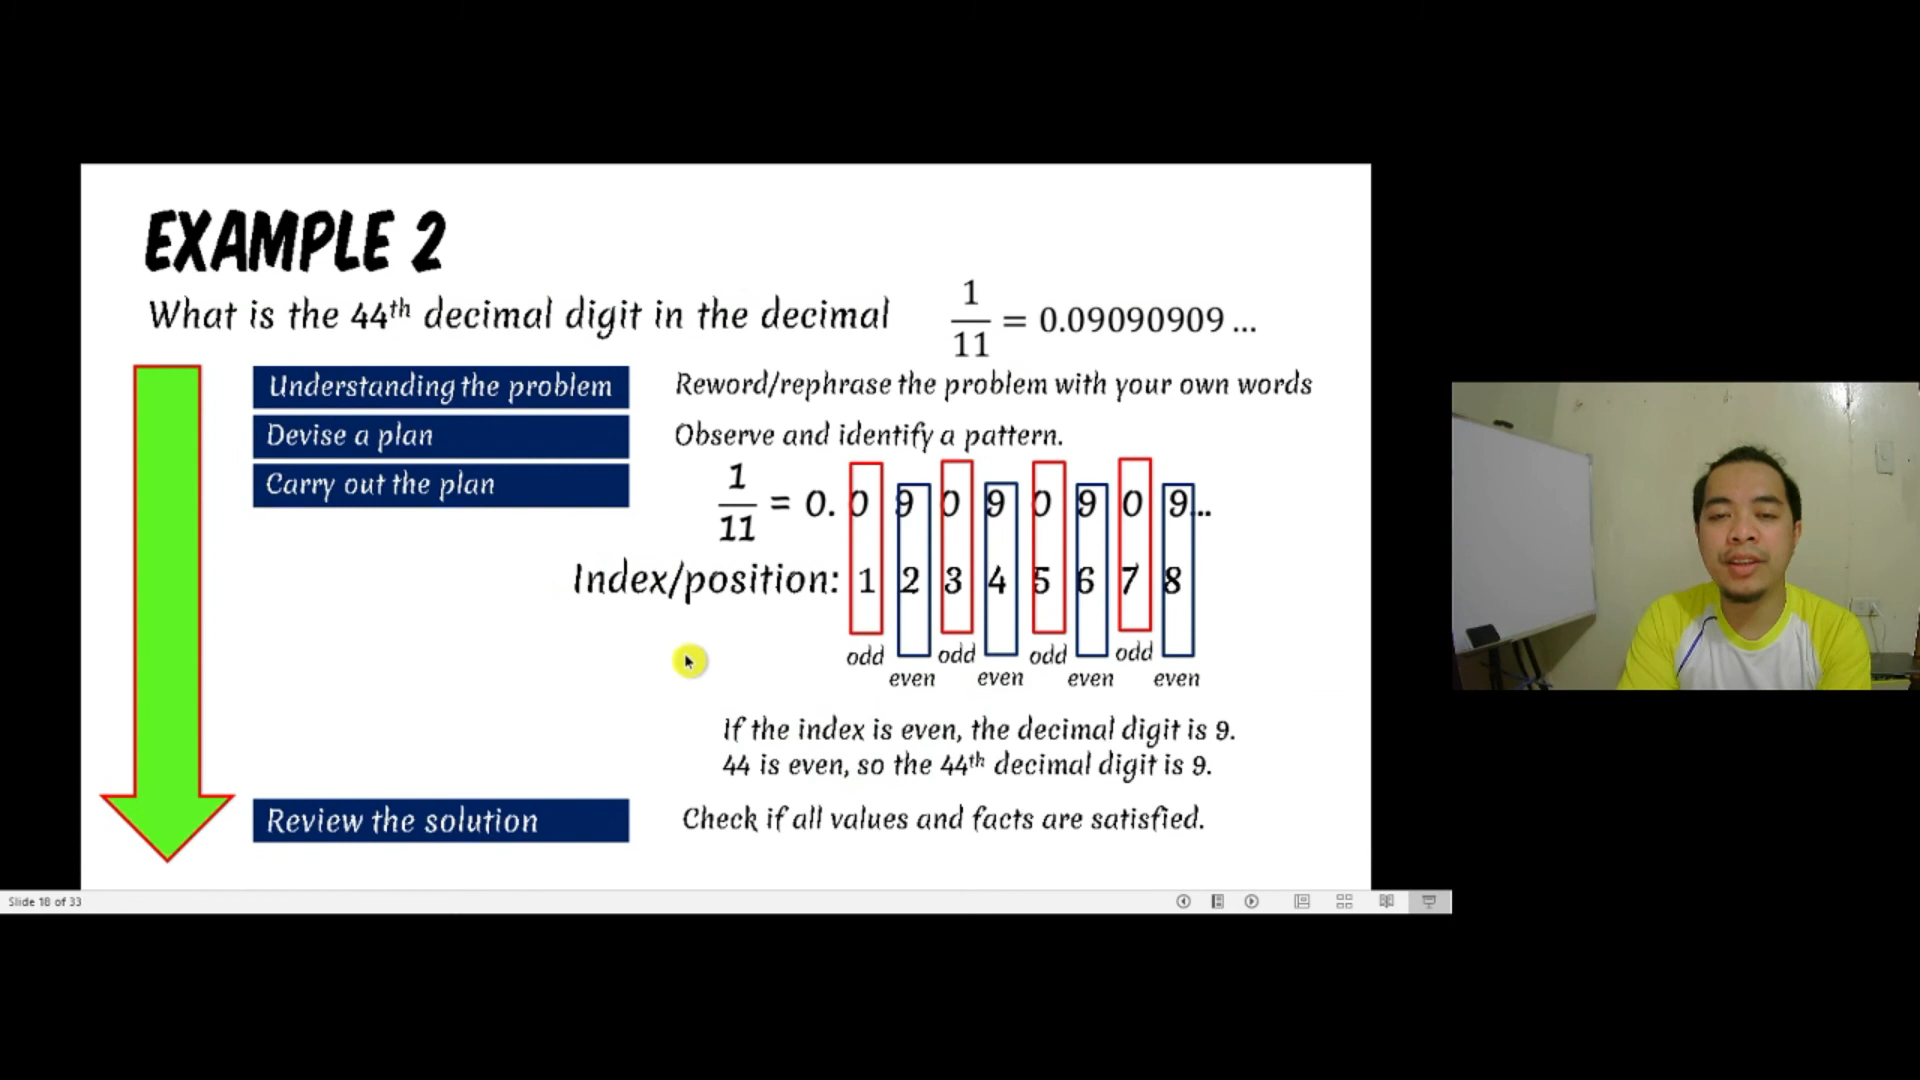 EXAMPLE 2
What is the 44th decimal digit in the decimal 1/11 = 0.09090909 ...
Understanding the problem Reword/rephrase the problem with your own words
Devise a plan Observe and identify a pattern.
Carry out the plan
1/11 = 0. 0 9 0 9 0 9 0 9...
Index/position: 1 2 3 4 5 6 7 8
odd odd odd odd
even even even even
If the index is even, the decimal digit is 9.
44 is even, so the 44th decimal digit is 9.
Review the solution Check if all values and facts are satisfied.
Slide 18 of 33